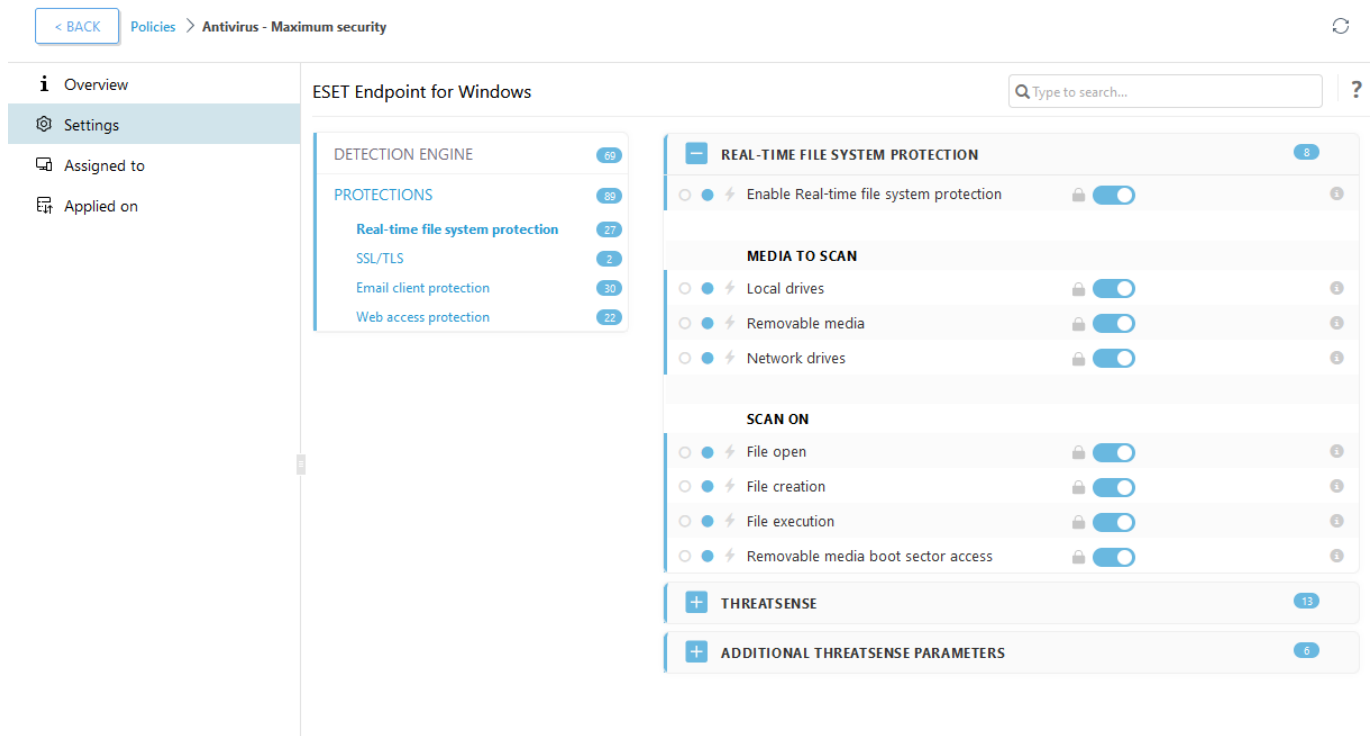 < BACK Policies > Antivirus - Maximum security
Overview
Settings
Assigned to
Applied on
ESET Endpoint for Windows
Type to search...
?
DETECTION ENGINE 69
PROTECTIONS 89
Real-time file system protection 27
SSL/TLS 2
Email client protection 30
Web access protection 22
REAL-TIME FILE SYSTEM PROTECTION 8
Enable Real-time file system protection
MEDIA TO SCAN
Local drives
Removable media
Network drives
SCAN ON
File open
File creation
File execution
Removable media boot sector access
THREATSENSE 13
ADDITIONAL THREATSENSE PARAMETERS 6